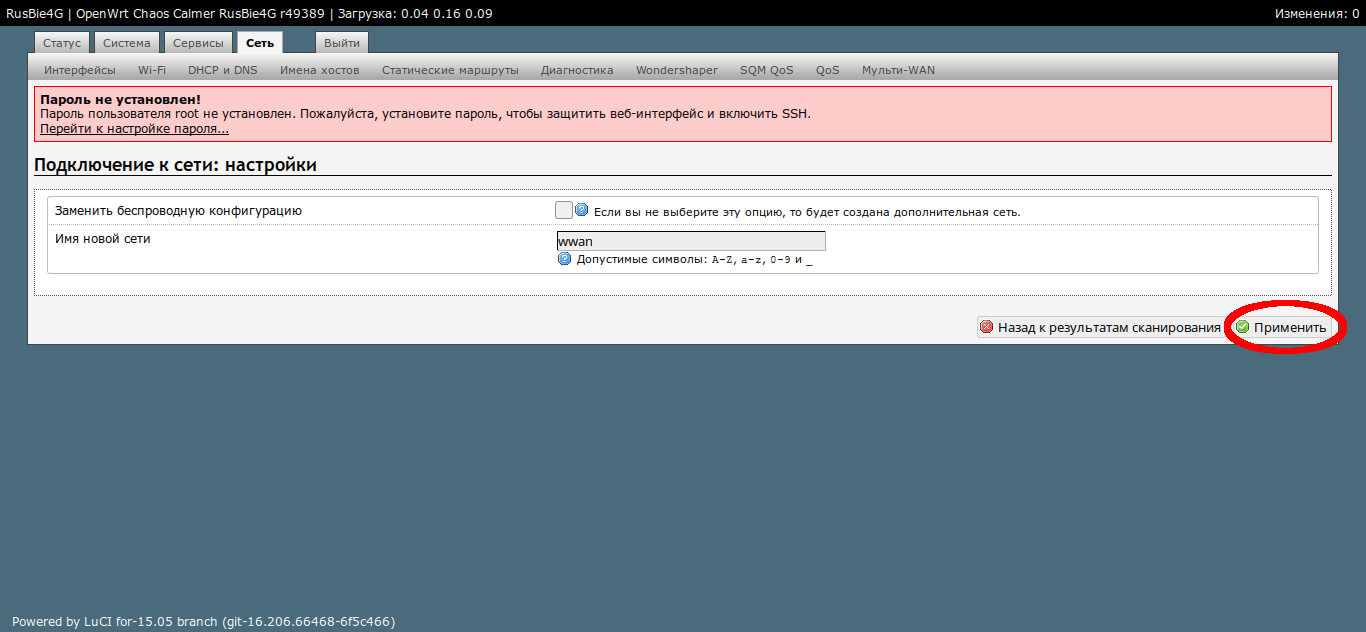 RusBie4G | OpenWrt Chaos Calmer RusBie4G r49389 | Загрузка: 0.04 0.16 0.09 Изменения: 0
Статус Система Сервисы Сеть Выйти
Интерфейсы Wi-Fi DHCP и DNS Имена хостов Статические маршруты Диагностика Wondershaper SQM QoS QoS Мульти-WAN
Пароль не установлен!
Пароль пользователя root не установлен. Пожалуйста, установите пароль, чтобы защитить веб-интерфейс и включить SSH.
Перейти к настройке пароля...
Подключение к сети: настройки
Заменить беспроводную конфигурацию Если вы не выберите эту опцию, то будет создана дополнительная сеть.
Имя новой сети wwan
Допустимые символы: A-Z, a-z, 0-9 и _
Назад к результатам сканирования Применить
Powered by LuCI for-15.05 branch (git-16.206.66468-6f5c466)